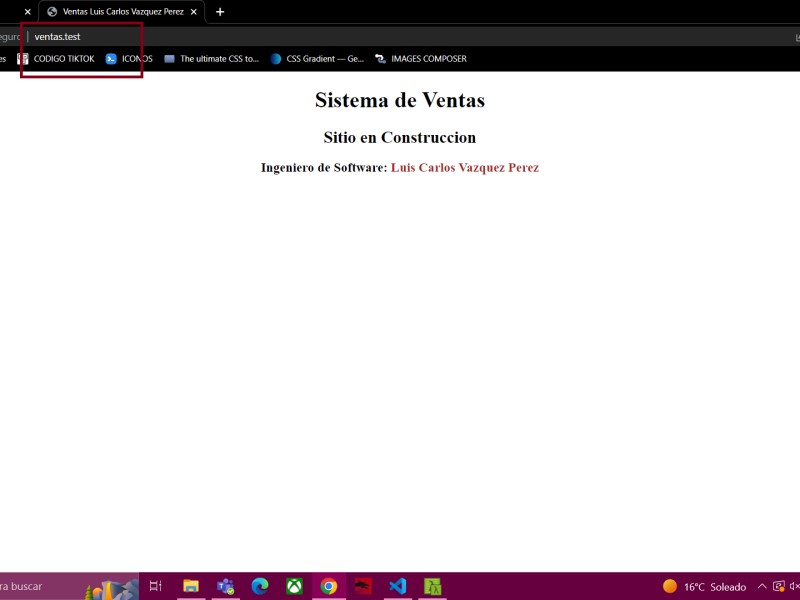 Ventas Luis Carlos Vazquez Perez
ventas.test
es
CODIGO TIKTOK
ICONOS
The ultimate CSS to...
CSS Gradient — Ge...
IMAGES COMPOSER
Sistema de Ventas
Sitio en Construccion
Ingeniero de Software: Luis Carlos Vazquez Perez
ra buscar
16°C Soleado